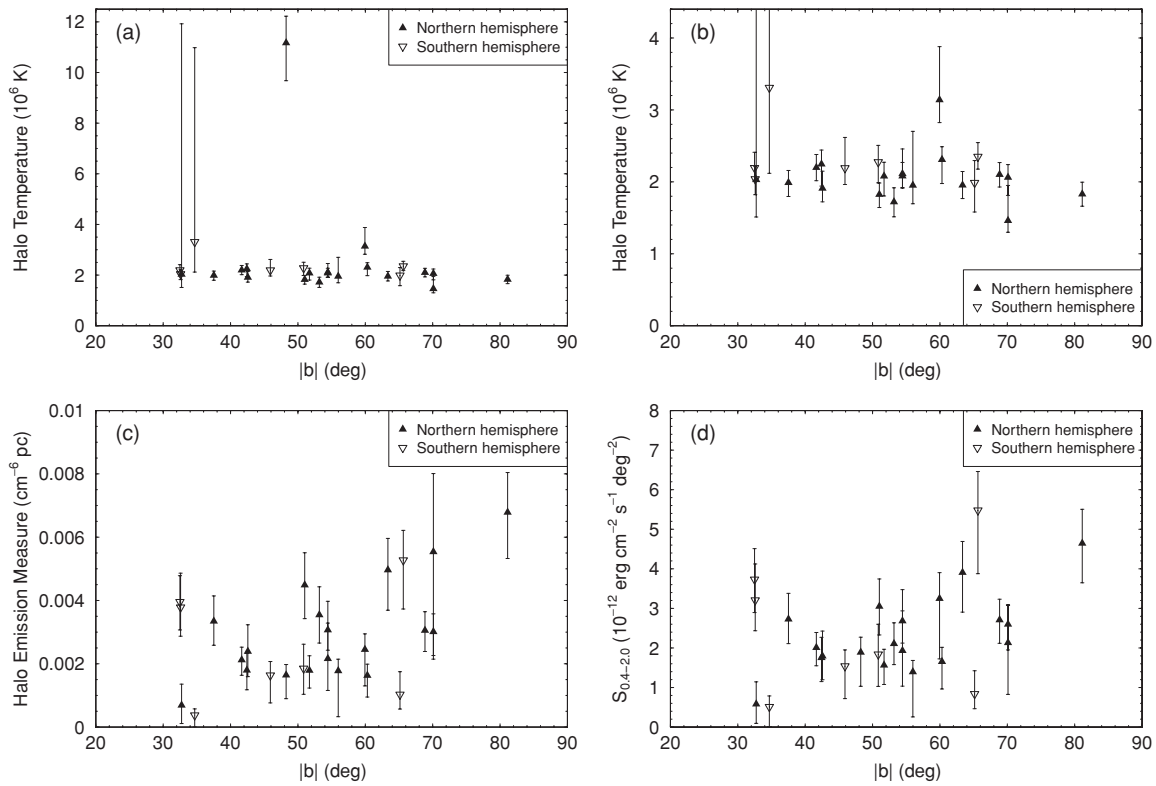 (a)
Northern hemisphere
Southern hemisphere
Halo Temperature (10⁶ K)
12
10
8
6
4
2
0
20 30 40 50 60 70 80 90
|b| (deg)
(b)
Northern hemisphere
Southern hemisphere
Halo Temperature (10⁶ K)
4
3
2
1
0
20 30 40 50 60 70 80 90
|b| (deg)
(c)
Northern hemisphere
Southern hemisphere
Halo Emission Measure (cm⁻⁶ pc)
0.01
0.008
0.006
0.004
0.002
0
20 30 40 50 60 70 80 90
|b| (deg)
(d)
Northern hemisphere
Southern hemisphere
S₀.₄₋₂.₀ (10⁻¹² erg cm⁻² s⁻¹ deg⁻²)
8
7
6
5
4
3
2
1
0
20 30 40 50 60 70 80 90
|b| (deg)